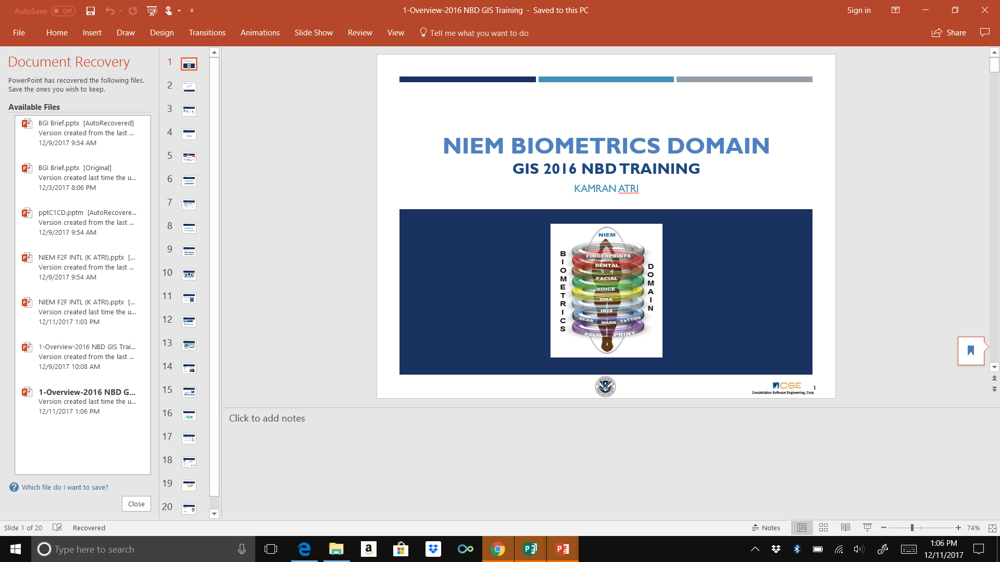 AutoSave Off
1-Overview-2016 NBD GIS Training - Saved to this PC
Sign in
File Home Insert Draw Design Transitions Animations Slide Show Review View Tell me what you want to do
Share
Document Recovery
PowerPoint has recovered the following files.
Save the ones you wish to keep.
Available Files
BGI Brief.pptx [AutoRecovered]
Version created from the last ...
12/9/2017 9:54 AM
BGI Brief.pptx [Original]
Version created last time the u...
12/3/2017 8:06 PM
pptC1CD.pptm [AutoRecovere...
Version created from the last ...
12/9/2017 9:54 AM
NIEM F2F INTL (K ATRI).pptx [...
Version created from the last ...
12/9/2017 9:54 AM
NIEM F2F INTL (K ATRI).pptx [...
Version created last time the u...
12/11/2017 1:03 PM
1-Overview-2016 NBD GIS Trai...
Version created from the last ...
12/9/2017 10:08 AM
1-Overview-2016 NBD G...
Version created last time the u...
12/11/2017 1:06 PM
Which file do I want to save?
Close
1
2
3
4
5
6
7
8
9
10
11
12
13
14
15
16
17
18
19
20
NIEM BIOMETRICS DOMAIN
GIS 2016 NBD TRAINING
KAMRAN ATRI
NIEM
BIOMETRICS
FINGERPRINTS
DENTAL
FACIAL
VOICE
DNA
IRIS
SCAR MARK TATTOO
PALM PRINT
DOMAIN
CSE
Constellation Software Engineering, Corp
1
Click to add notes
Slide 1 of 20 Recovered
Notes
74%
Type here to search
1:06 PM
12/11/2017